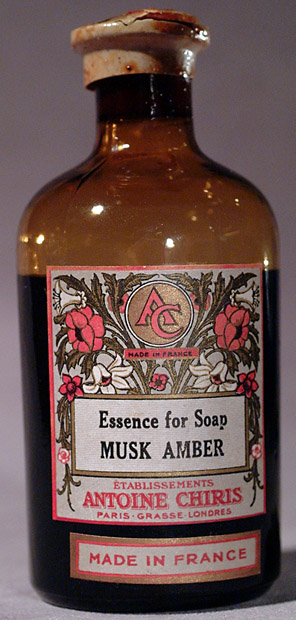 AC
MADE IN FRANCE
Essence for Soap
MUSK AMBER
ÉTABLISSEMENTS
ANTOINE CHIRIS
PARIS-GRASSE-LONDRES
MADE IN FRANCE